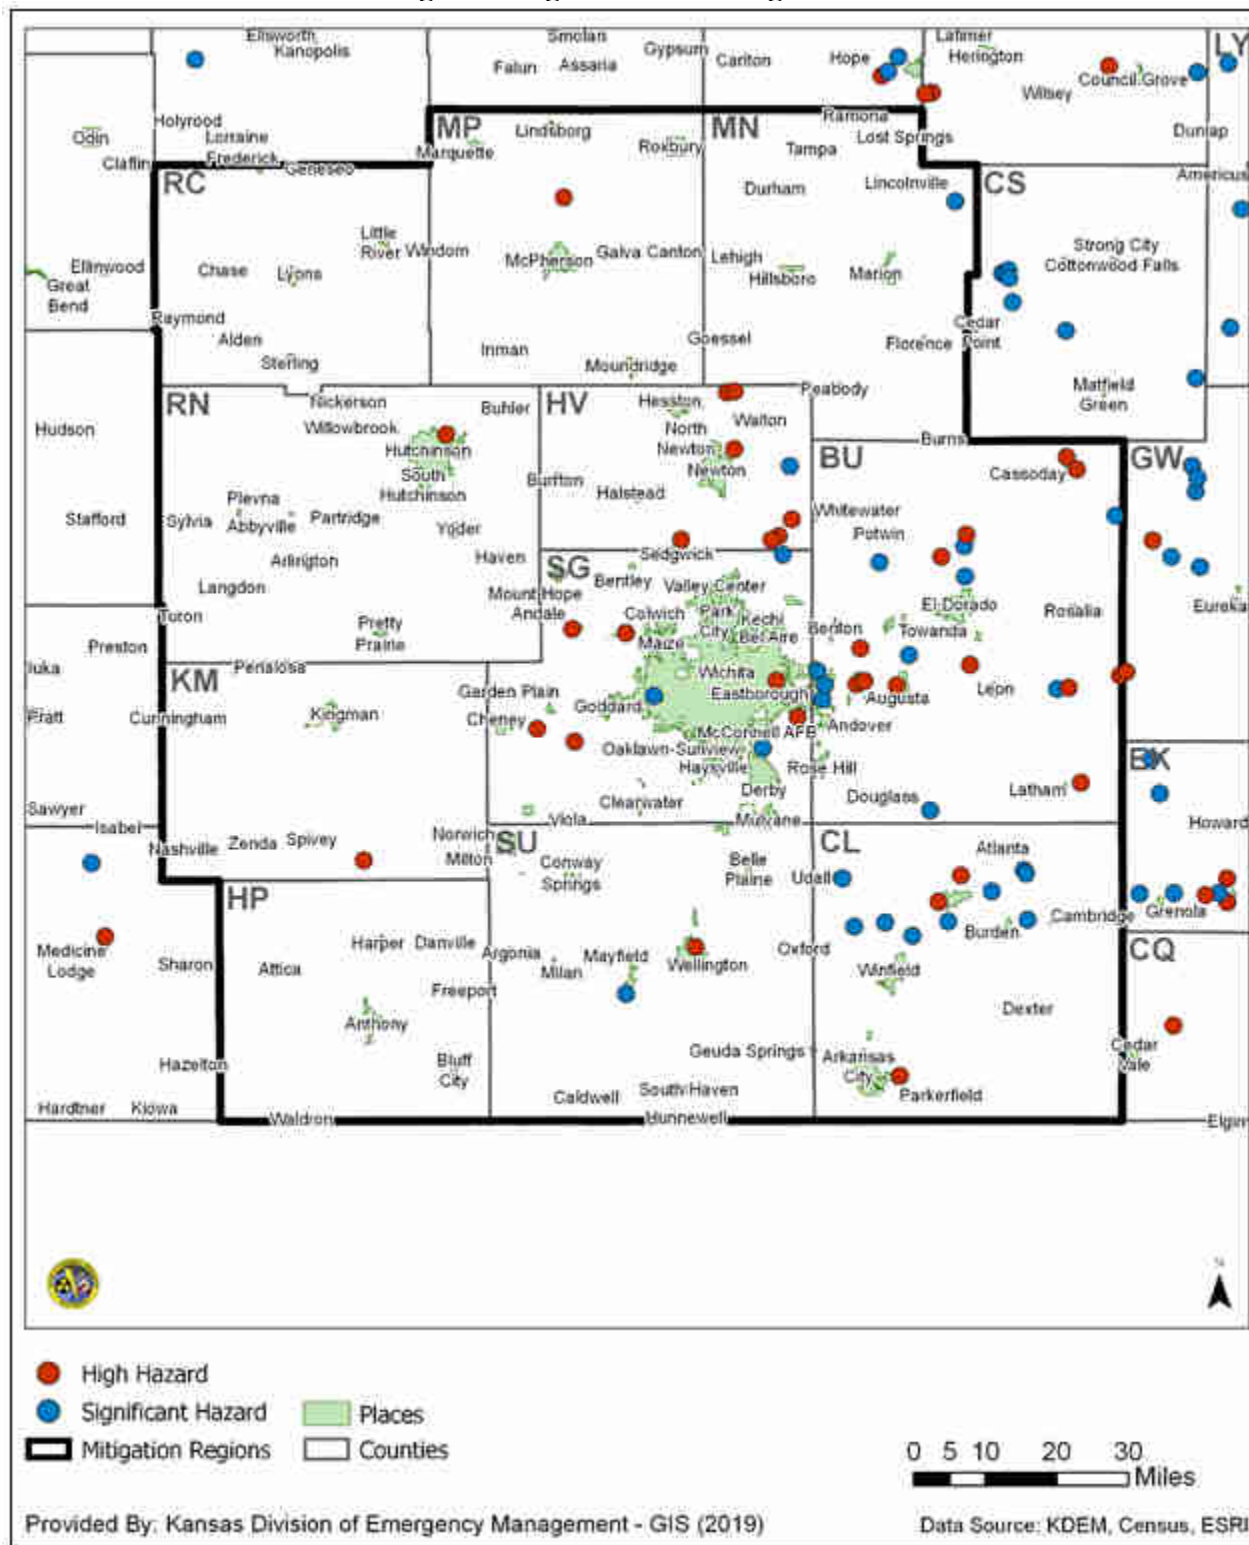 Ellsworth
Kanopolis
Smolan
Gypsum
Falun
Assaria
Carlton
Hope
Latimer
Herington
LY
Council Grove
Wilsey
Holyrood
Odin
Lorraine
Claflin
Frederick
Geneseo
MP
Lindsborg
Marquette
Roxbury
MN
Ramona
Lost Springs
Tampa
Dunlap
RC
Durham
Lincolnville
CS
Americus
Little
River
Windom
McPherson
Galva
Canton
Lehigh
Strong City
Cottonwood Falls
Ellinwood
Great
Bend
Chase
Lyons
Hillsboro
Marion
Raymond
Alden
Sterling
Inman
Goessel
Moundridge
Florence
Cedar
Point
Peabody
Matfield
Green
RN
Nickerson
Buhler
HV
Hesston
Walton
Hudson
Willowbrook
Hutchinson
North
Newton
Newton
Burns
BU
Cassoday
GW
South
Hutchinson
Burrton
Halstead
Plevna
Stafford
Sylvia
Abbyville
Partridge
Yoder
Whitewater
Potwin
Arlington
Haven
Sedgwick
SG
Bentley
Valley Center
Langdon
Mount Hope
Andale
Colwich
Park
City
Kechi
Bel Aire
Maize
Benton
El Dorado
Towanda
Rosalia
Eureka
Turon
Preston
Pretty
Prairie
Iuka
Penalosa
KM
Wichita
Eastborough
Garden Plain
Cheney
Goddard
Augusta
Leon
Pratt
Cunningham
Kingman
Andover
McConnell AFB
Oaklawn-Sunview
Haysville
Rose Hill
EK
Derby
Clearwater
Douglass
Latham
Sawyer
Isabel
Viola
Mulvane
Howard
Nashville
Zenda
Spivey
Norwich
Milton
SU
Conway
Springs
Belle
Plaine
Udall
CL
Atlanta
HP
Cambridge
Grenola
Burden
Medicine
Lodge
Sharon
Attica
Harper
Danville
Argonia
Milan
Mayfield
Wellington
Oxford
Winfield
CQ
Freeport
Anthony
Dexter
Hazelton
Bluff
City
Geuda Springs
Arkansas
City
Cedar
Vale
Hardtner
Kiowa
Caldwell
South Haven
Parkerfield
Waldron
Hunnewell
Elgin
N
High Hazard
Significant Hazard
Places
Mitigation Regions
Counties
0 5 10 20 30
Miles
Provided By: Kansas Division of Emergency Management - GIS (2019)
Data Source: KDEM, Census, ESRI